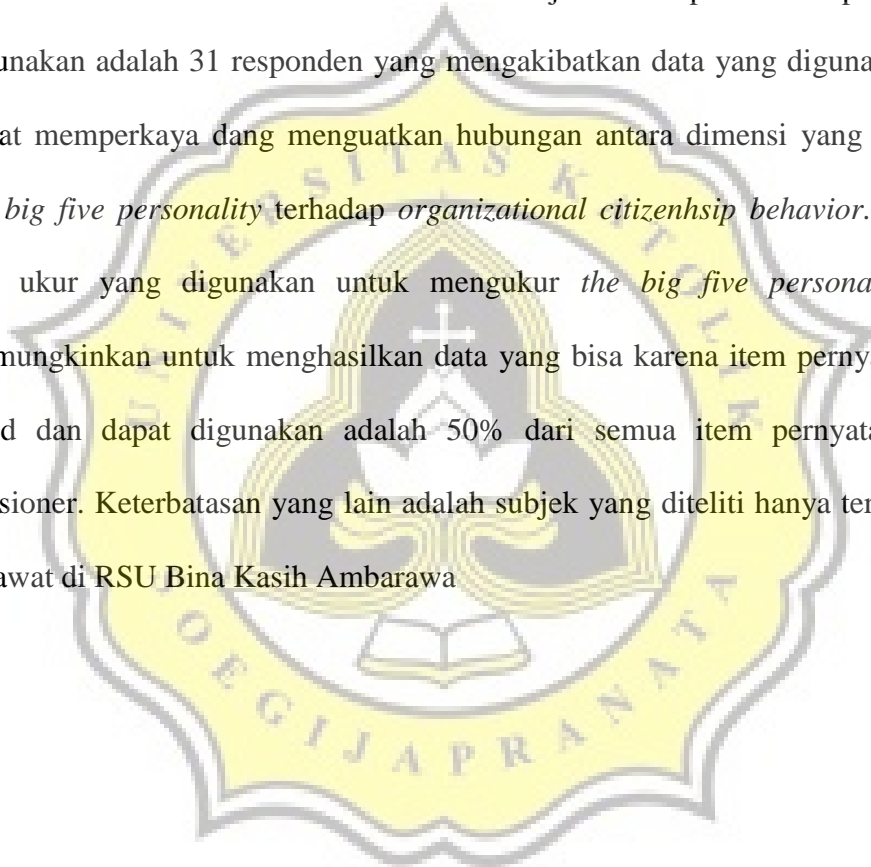 unakan adalah 31 responden yang mengakibatkan data yang diguna
at memperkaya dang menguatkan hubungan antara dimensi yang
big five personality terhadap organizational citizenhsip behavior.
ukur yang digunakan untuk mengukur the big five persona
mungkinkan untuk menghasilkan data yang bisa karena item perny
d dan dapat digunakan adalah 50% dari semua item pernyata
sioner. Keterbatasan yang lain adalah subjek yang diteliti hanya ter
awat di RSU Bina Kasih Ambarawa
UNIVERSITAS KATOLIK
SOEGIJAPRANATA